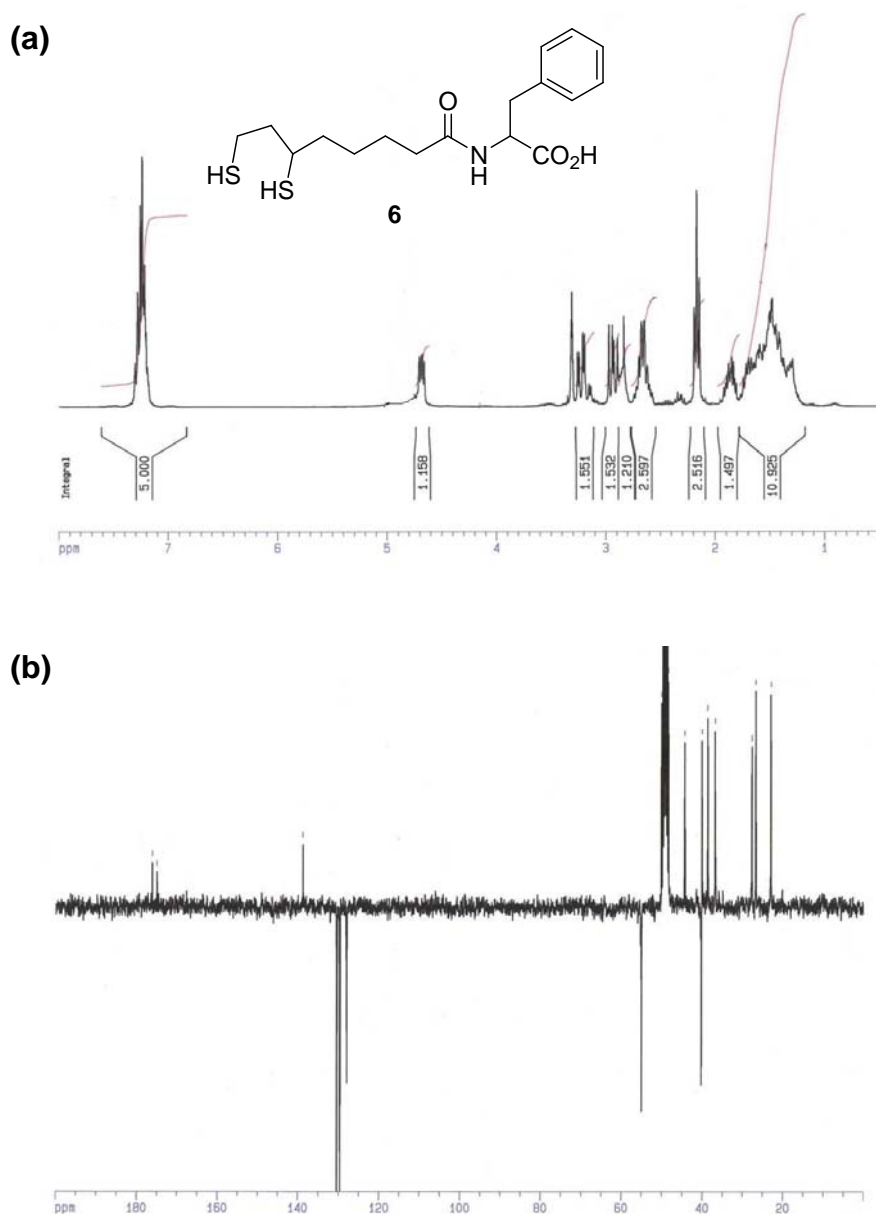 (a)
O
N
H
CO₂H
HS
HS
6
Integral
5.000
1.158
1.551
1.532
1.210
2.597
2.516
1.497
10.925
ppm 7 6 5 4 3 2 1
(b)
ppm 180 160 140 120 100 80 60 40 20